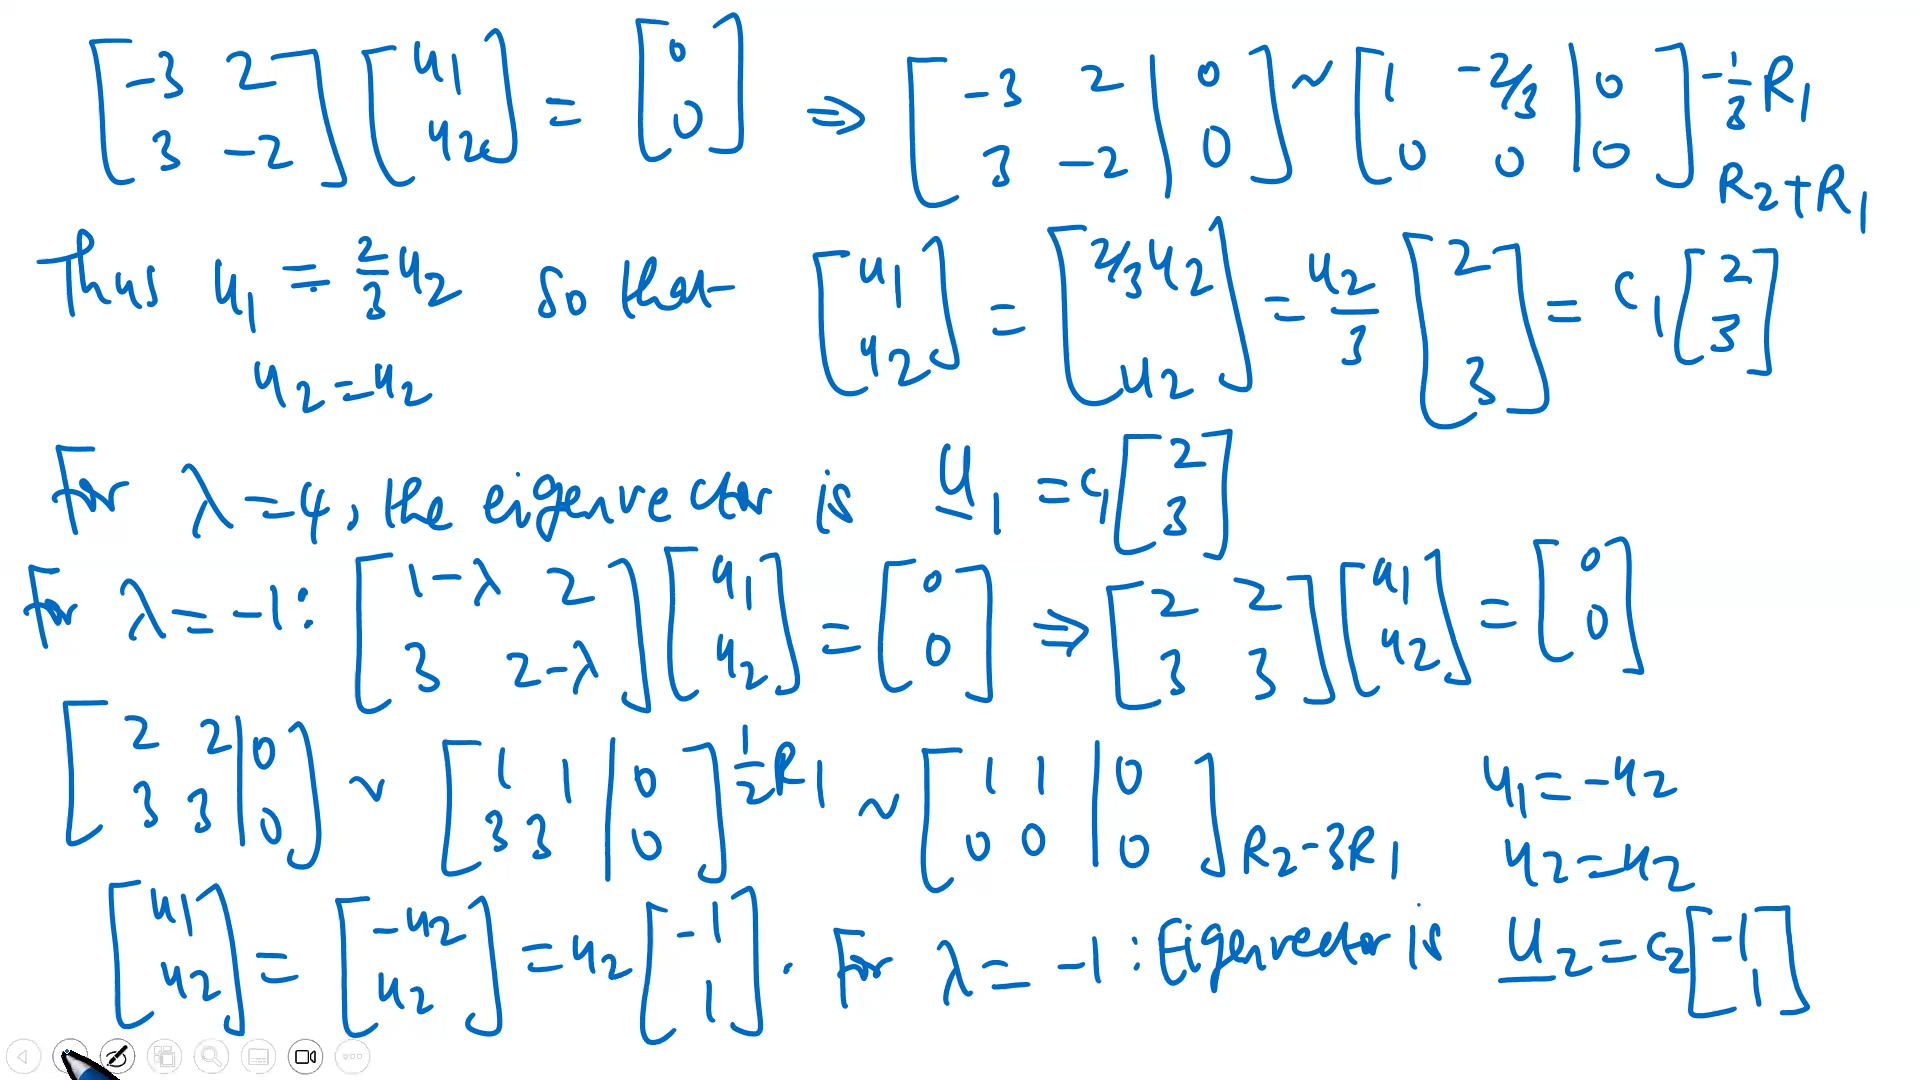 [-3 2; 3 -2] [u1; u2] = [0; 0] ⇒ [-3 2 | 0; 3 -2 | 0] ~ [1 -2/3 | 0; 0 0 | 0] -1/3 R1, R2+R1
Thus u1 = 2/3 u2 so that [u1; u2] = [2/3 u2; u2] = u2/3 [2; 3] = c1 [2; 3]
u2 = u2
For λ = 4, the eigenvector is u1 = c1 [2; 3]
For λ = -1: [1-λ 2; 3 2-λ] [u1; u2] = [0; 0] ⇒ [2 2; 3 3] [u1; u2] = [0; 0]
[2 2 | 0; 3 3 | 0] ~ [1 1 | 0; 3 3 | 0] 1/2 R1 ~ [1 1 | 0; 0 0 | 0] R2-3R1
u1 = -u2
u2 = u2
[u1; u2] = [-u2; u2] = u2 [-1; 1]. For λ = -1: Eigenvector is u2 = c2 [-1; 1]